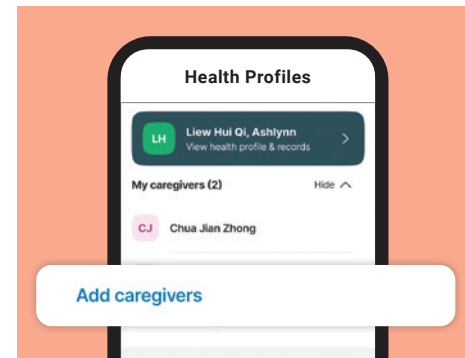 Health Profiles
LH
Liew Hui Qi, Ashlynn
View health profile & records
My caregivers (2)
Hide
CJ
Chua Jian Zhong
Add caregivers